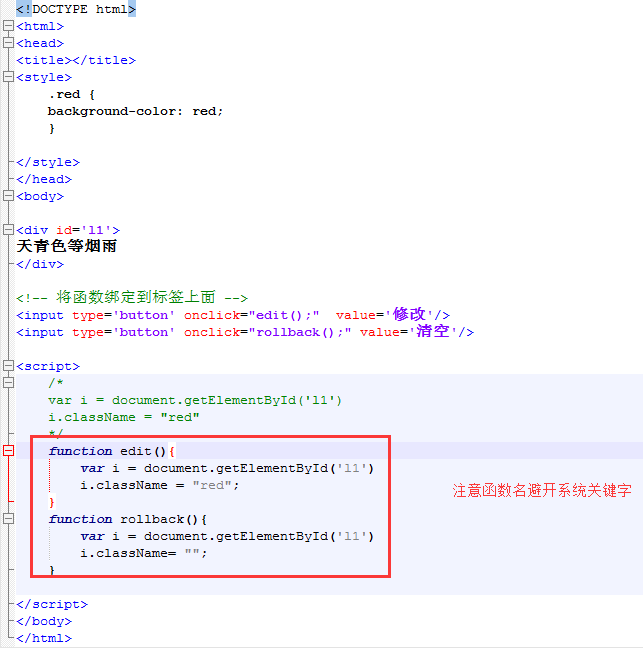 <!DOCTYPE html>
<html>
<head>
<title></title>
<style>
    .red {
    background-color: red;
    }
</style>
</head>
<body>
<div id='l1'>
天青色等烟雨
</div>
<!-- 将函数绑定到标签上面 -->
<input type='button' onclick="edit();"  value='修改'/>
<input type='button' onclick="rollback();" value='清空'/>
<script>
    /*
    var i = document.getElementById('l1')
    i.className = "red"
    */
    function edit(){
        var i = document.getElementById('l1')
        i.className = "red";
    }
注意函数名避开系统关键字
    function rollback(){
        var i = document.getElementById('l1')
        i.className= "";
    }
</script>
</body>
</html>